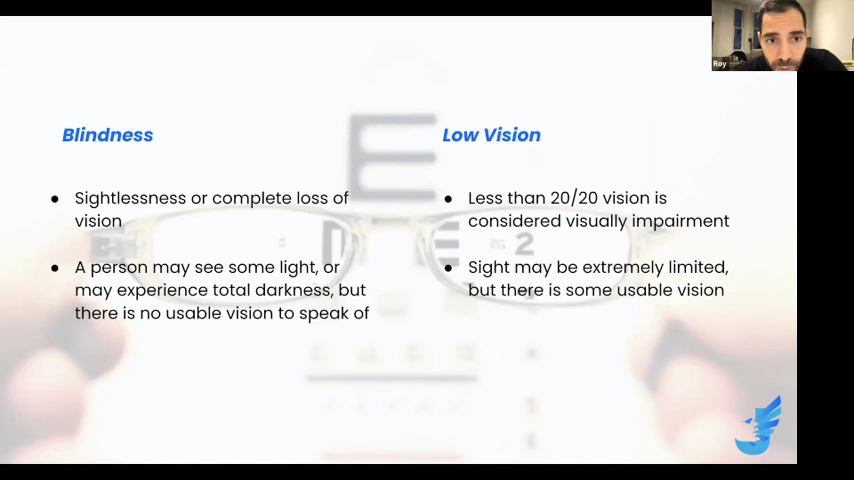 Roy
Blindness
Sightlessness or complete loss of
vision
A person may see some light, or
may experience total darkness, but
there is no usable vision to speak of
Low Vision
Less than 20/20 vision is
considered visually impairment
Sight may be extremely limited,
but there is some usable vision
E
2